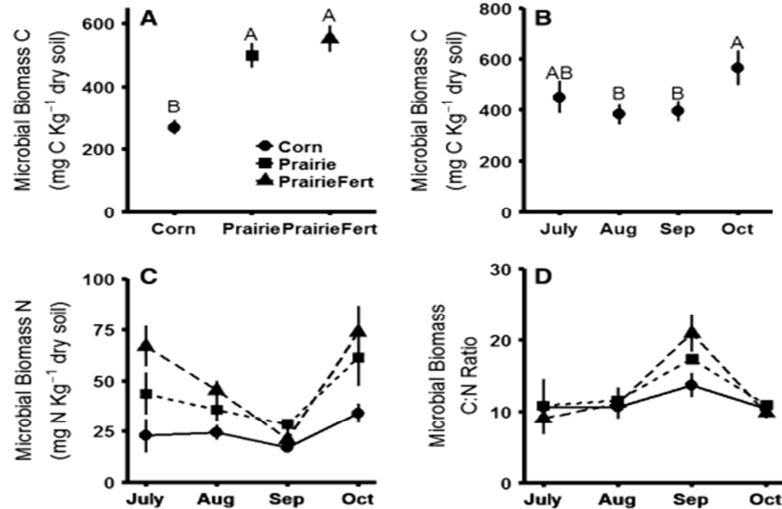 A
Microbial Biomass C
(mg C Kg⁻¹ dry soil)
600
400
200
0
B
A
A
Corn
Prairie
PrairieFert
Corn
Prairie
PrairieFert
B
Microbial Biomass C
(mg C Kg⁻¹ dry soil)
800
600
400
200
0
AB
B
B
A
July
Aug
Sep
Oct
C
Microbial Biomass N
(mg N Kg⁻¹ dry soil)
100
75
50
25
0
July
Aug
Sep
Oct
D
Microbial Biomass
C:N Ratio
30
20
10
0
July
Aug
Sep
Oct